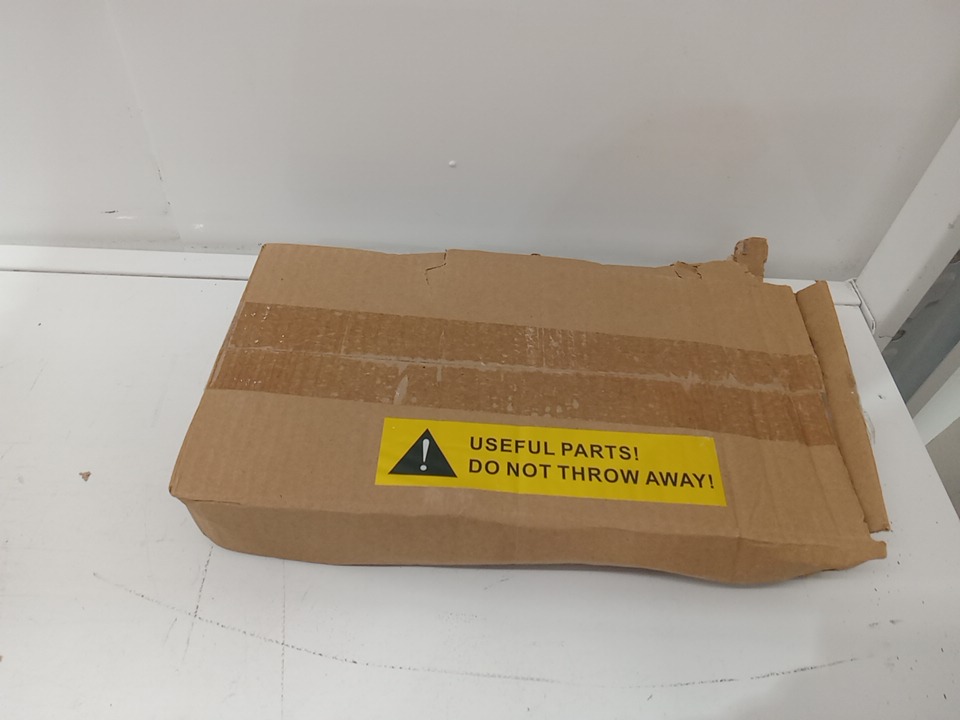 USEFUL PARTS!
DO NOT THROW AWAY!